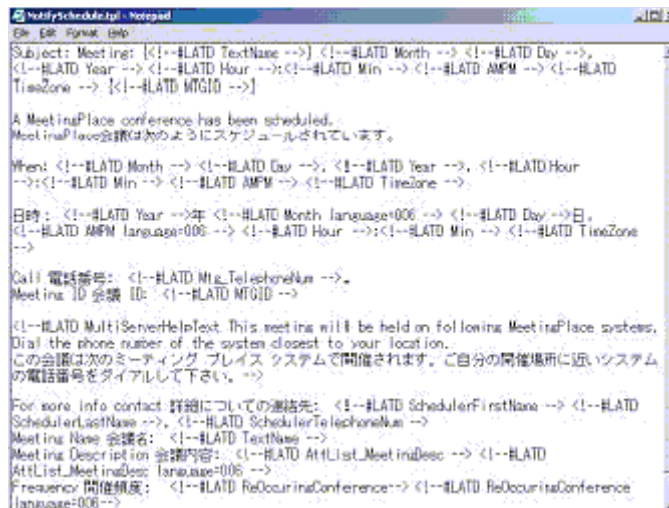 NotifySchedule.tpl - Notepad
File Edit Format Help
Subject: Meeting: [<!--#LATD TextName -->] <!--#LATD Month --> <!--#LATD Day -->,
<!--#LATD Year --> <!--#LATD Hour -->:<!--#LATD Min --> <!--#LATD AMPM --> <!--#LATD
TimeZone --> [<!--#LATD MTGID -->]
A MeetingPlace conference has been scheduled.
MeetingPlace会議は次のようにスケジュールされています。
When: <!--#LATD Month --> <!--#LATD Day -->, <!--#LATD Year -->, <!--#LATD Hour
-->:<!--#LATD Min --> <!--#LATD AMPM --> <!--#LATD TimeZone -->
日時: <!--#LATD Year -->年 <!--#LATD Month language=006 --> <!--#LATD Day -->日,
<!--#LATD AMPM language=006 --> <!--#LATD Hour -->:<!--#LATD Min --> <!--#LATD TimeZone
-->
Call 電話番号: <!--#LATD Mtg_TelephoneNum -->.
Meeting ID 会議 ID: <!--#LATD MTGID -->
<!--#LATD MultiServerHelpText This meeting will be held on following MeetingPlace systems.
Dial the phone number of the system closest to your location.
この会議は次のミーティング プレイス システムで開催されます。ご自分の開催場所に近いシステム
の電話番号をダイアルして下さい。-->
For more info contact 詳細についての連絡先: <!--#LATD SchedulerFirstName --> <!--#LATD
SchedulerLastName -->, <!--#LATD SchedulerTelephoneNum -->
Meeting Name 会議名: <!--#LATD TextName -->
Meeting Description 会議内容: <!--#LATD AttList_MeetingDesc --> <!--#LATD
AttList_MeetingDesc language=006 -->
Frequency 開催頻度: <!--#LATD ReOccuringConference--> <!--#LATD ReOccuringConference
language=006-->